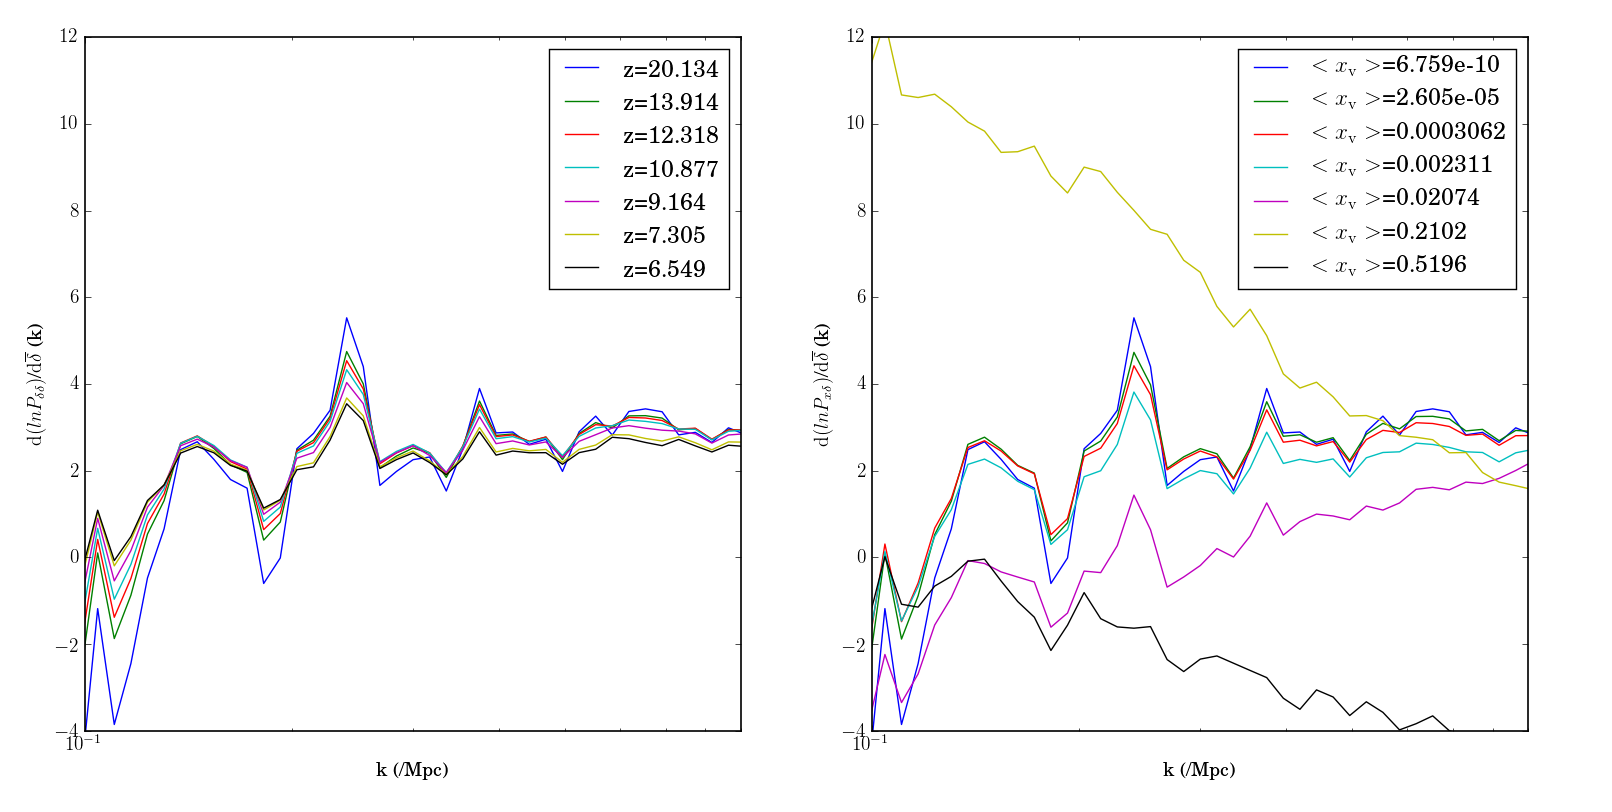 12
10
8
6
4
2
0
−2
−4
10⁻¹
d(lnP_δδ)/dδ̅ (k)
k (/Mpc)
z=20.134
z=13.914
z=12.318
z=10.877
z=9.164
z=7.305
z=6.549
12
10
8
6
4
2
0
−2
−4
10⁻¹
d(lnP_xδ)/dδ̅ (k)
k (/Mpc)
< x_v >=6.759e-10
< x_v >=2.605e-05
< x_v >=0.0003062
< x_v >=0.002311
< x_v >=0.02074
< x_v >=0.2102
< x_v >=0.5196